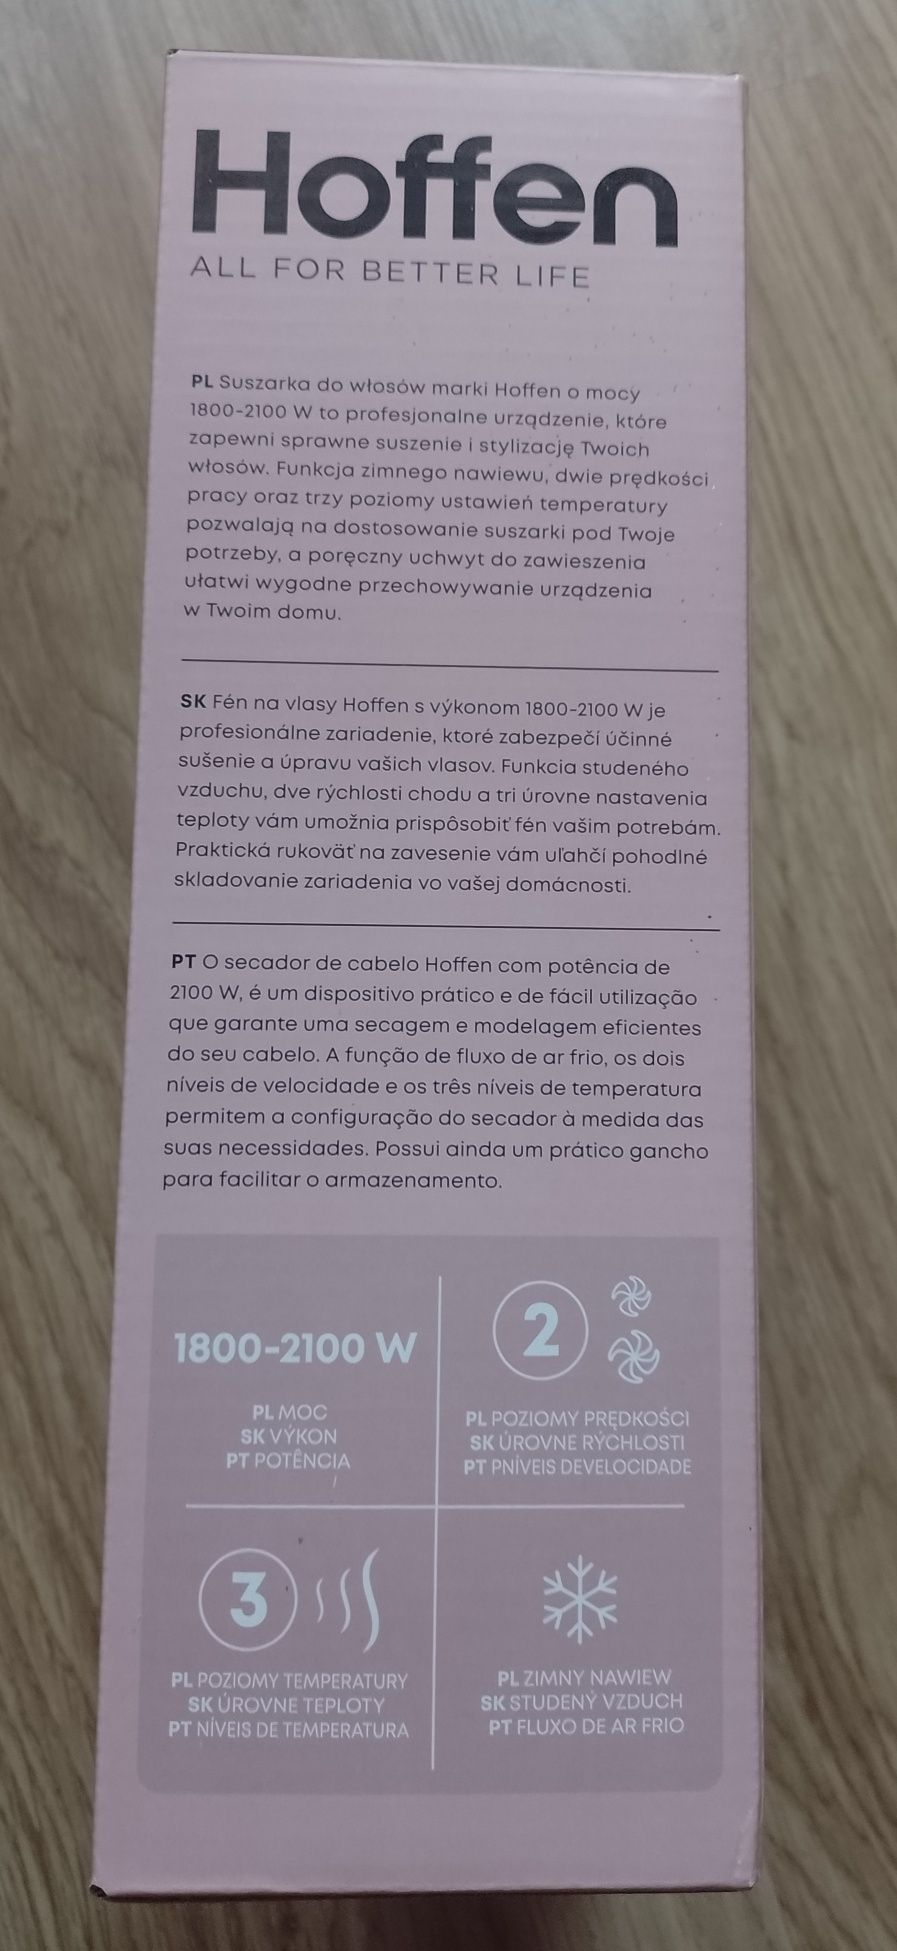 Hoffen
ALL FOR BETTER LIFE
PL Suszarka do włosów marki Hoffen o mocy
1800-2100 W to profesjonalne urządzenie, które
zapewni sprawne suszenie i stylizację Twoich
włosów. Funkcja zimnego nawiewu, dwie prędkości
pracy oraz trzy poziomy ustawień temperatury
pozwalają na dostosowanie suszarki pod Twoje
potrzeby, a poręczny uchwyt do zawieszenia
ułatwi wygodne przechowywanie urządzenia
w Twoim domu.
SK Fén na vlasy Hoffen s výkonom 1800-2100 W je
profesionálne zariadenie, ktoré zabezpečí účinné
sušenie a úpravu vašich vlasov. Funkcia studeného
vzduchu, dve rýchlosti chodu a tri úrovne nastavenia
teploty vám umožnia prispôsobiť fén vašim potrebám.
Praktická rukoväť na zavesenie vám uľahčí pohodlné
skladovanie zariadenia vo vašej domácnosti.
PT O secador de cabelo Hoffen com potência de
2100 W, é um dispositivo prático e de fácil utilização
que garante uma secagem e modelagem eficientes
do seu cabelo. A função de fluxo de ar frio, os dois
níveis de velocidade e os três níveis de temperatura
permitem a configuração do secador à medida das
suas necessidades. Possui ainda um prático gancho
para facilitar o armazenamento.
1800-2100 W
PL MOC
SK VÝKON
PT POTÊNCIA
2
PL POZIOMY PRĘDKOŚCI
SK ÚROVNE RÝCHLOSTI
PT PNÍVEIS DEVELOCIDADE
3
PL POZIOMY TEMPERATURY
SK ÚROVNE TEPLOTY
PT NÍVEIS DE TEMPERATURA
PL ZIMNY NAWIEW
SK STUDENÝ VZDUCH
PT FLUXO DE AR FRIO